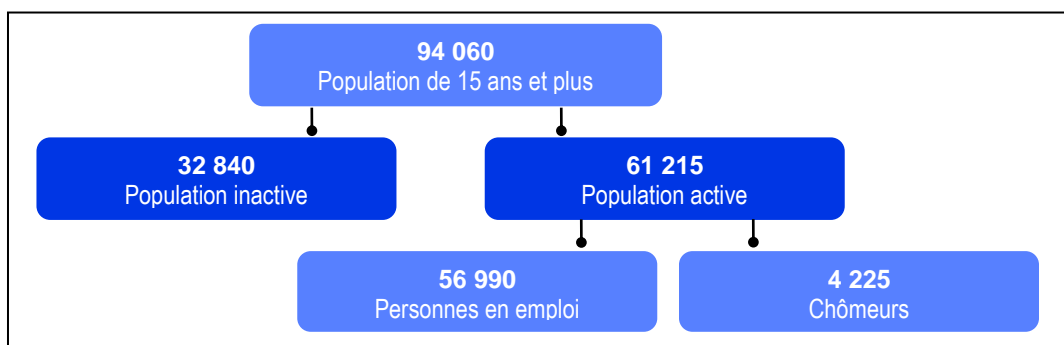 94 060
Population de 15 ans et plus
32 840
Population inactive
61 215
Population active
56 990
Personnes en emploi
4 225
Chômeurs